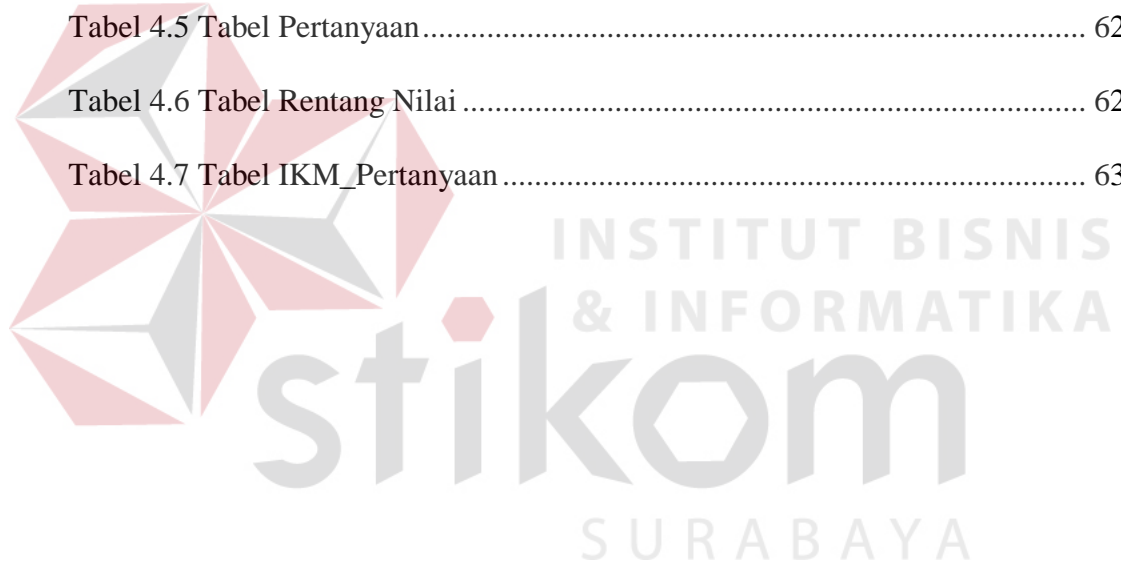 Tabel 4.5 Tabel Pertanyaan.................................................................................... 62
Tabel 4.6 Tabel Rentang Nilai ............................................................................... 62
Tabel 4.7 Tabel IKM_Pertanyaan .......................................................................... 63
INSTITUT BISNIS
& INFORMATIKA
stikom
SURABAYA